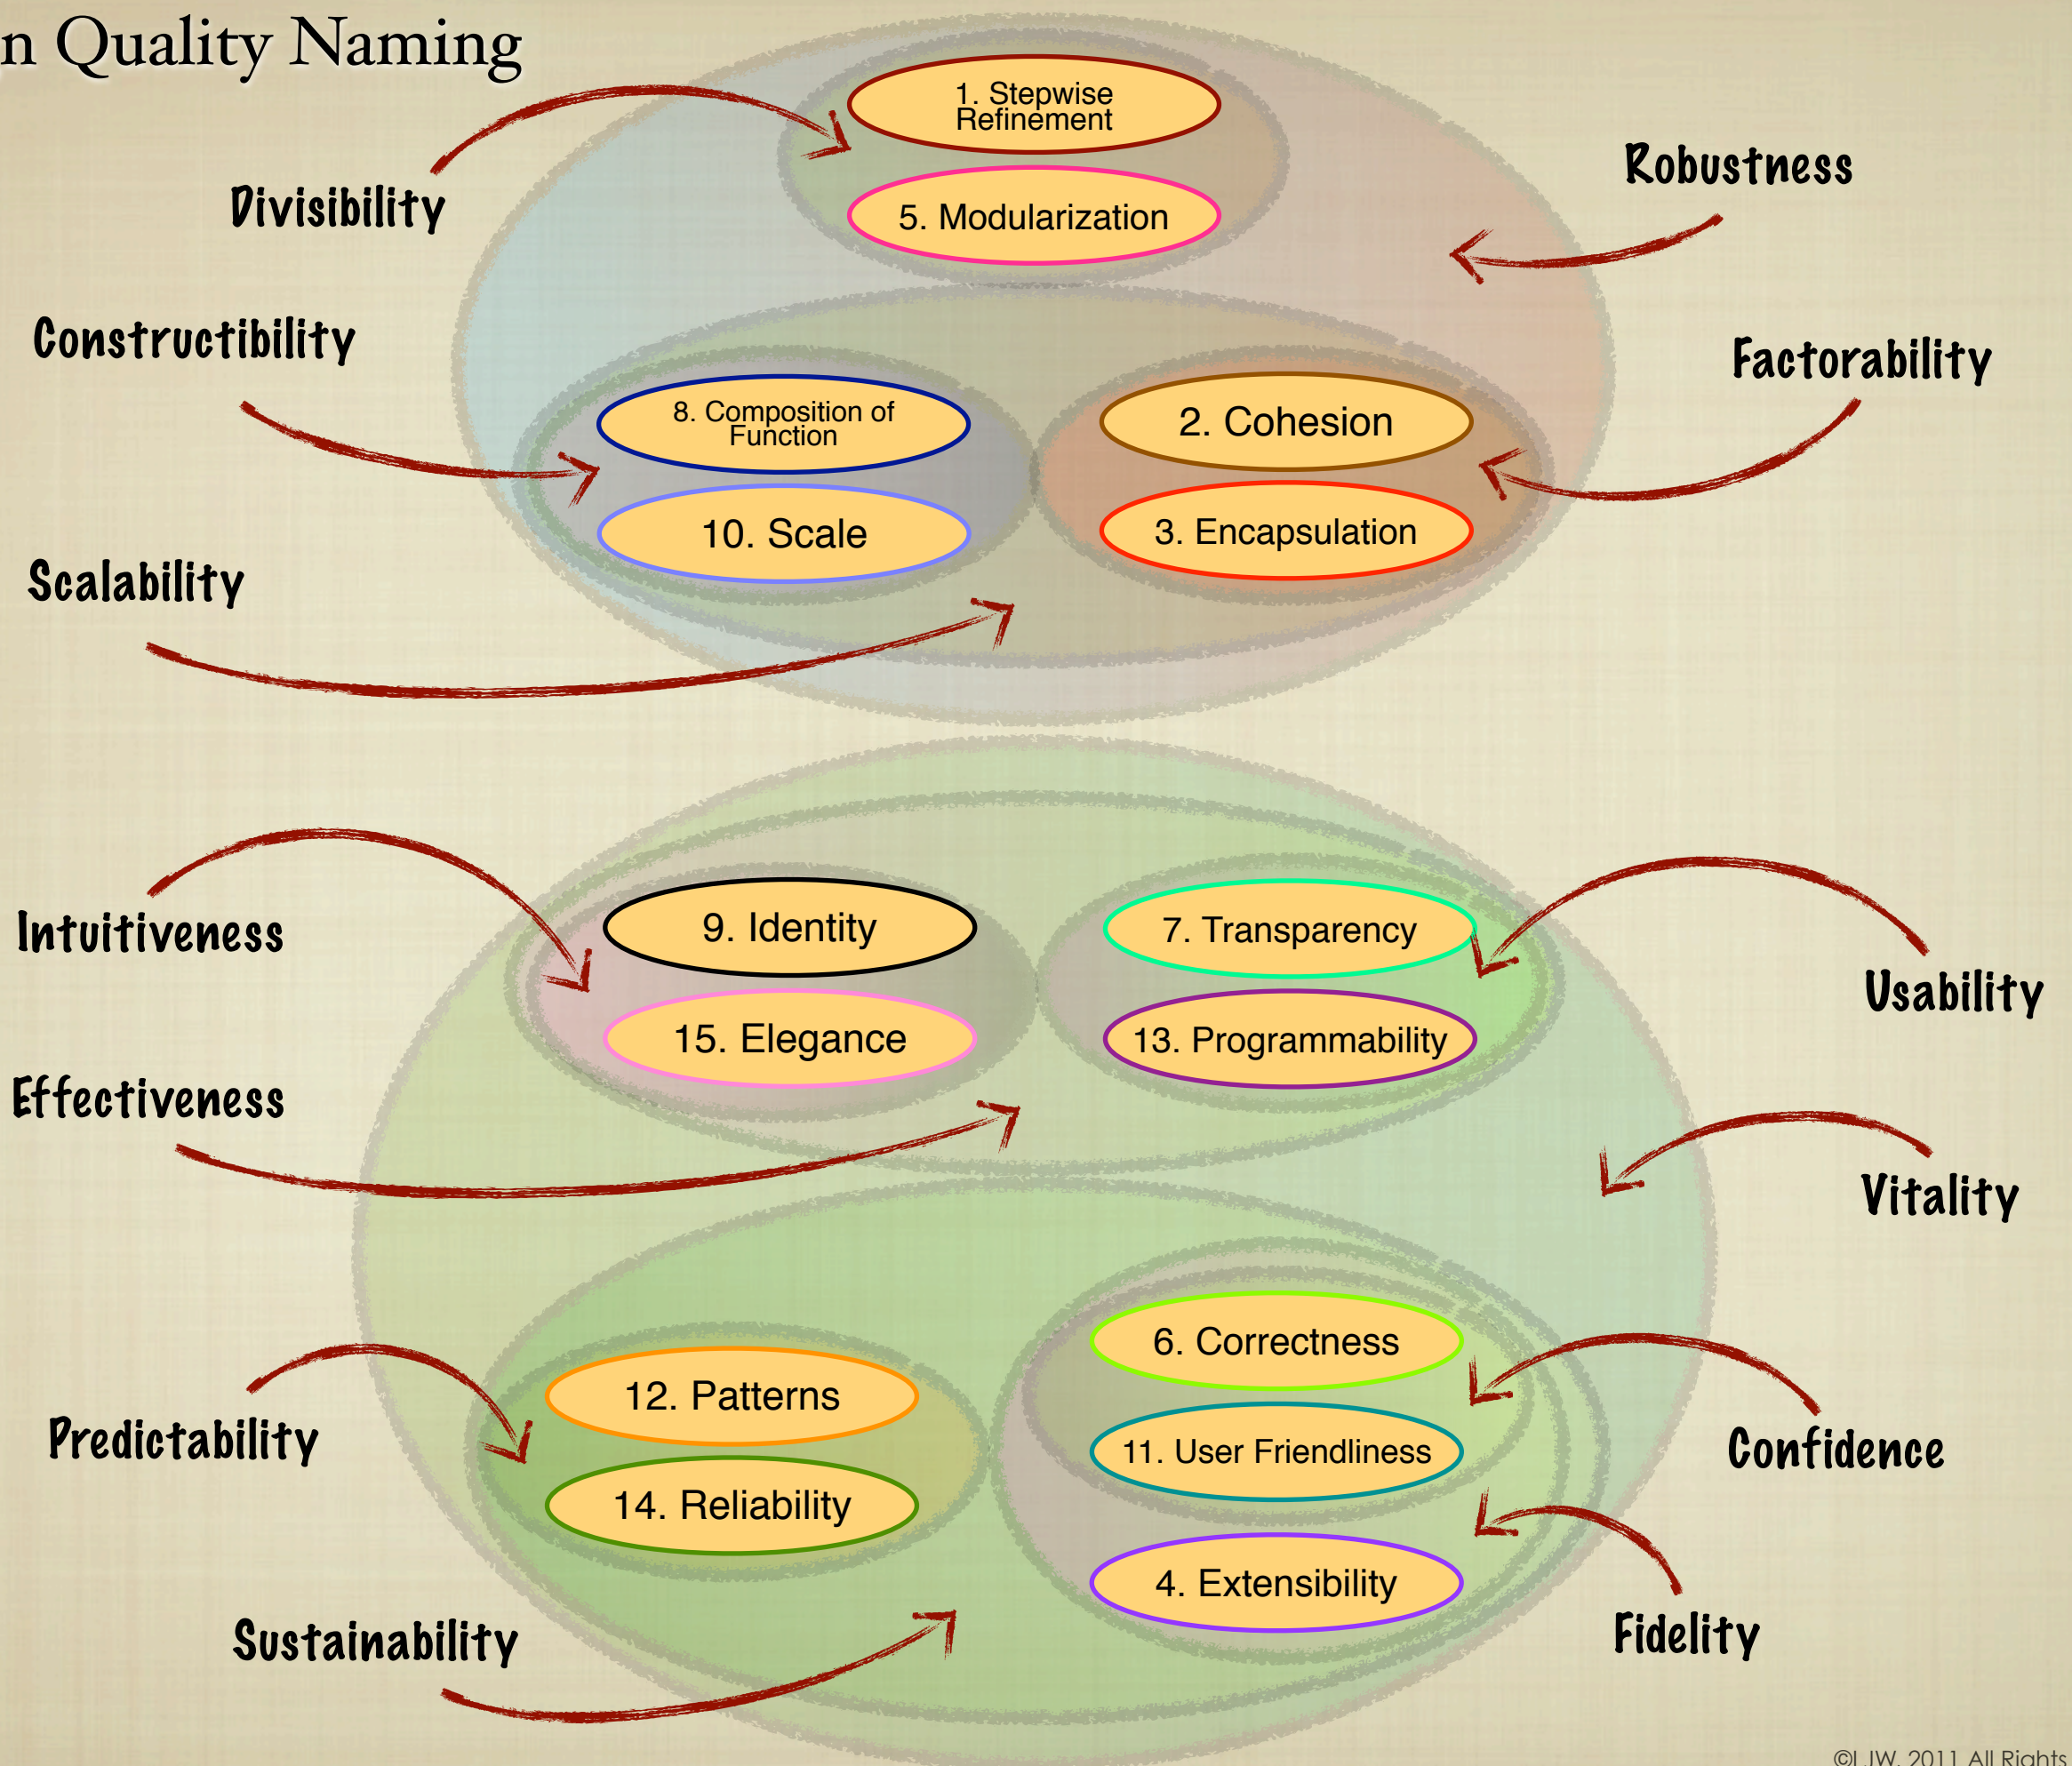 n Quality Naming
1. Stepwise
Refinement
5. Modularization
Divisibility
Robustness
Constructibility
Factorability
8. Composition of
Function
2. Cohesion
10. Scale
3. Encapsulation
Scalability
Intuitiveness
9. Identity
7. Transparency
Usability
15. Elegance
13. Programmability
Effectiveness
Vitality
6. Correctness
12. Patterns
Predictability
11. User Friendliness
Confidence
14. Reliability
4. Extensibility
Sustainability
Fidelity
©LJW, 2011 All Rights